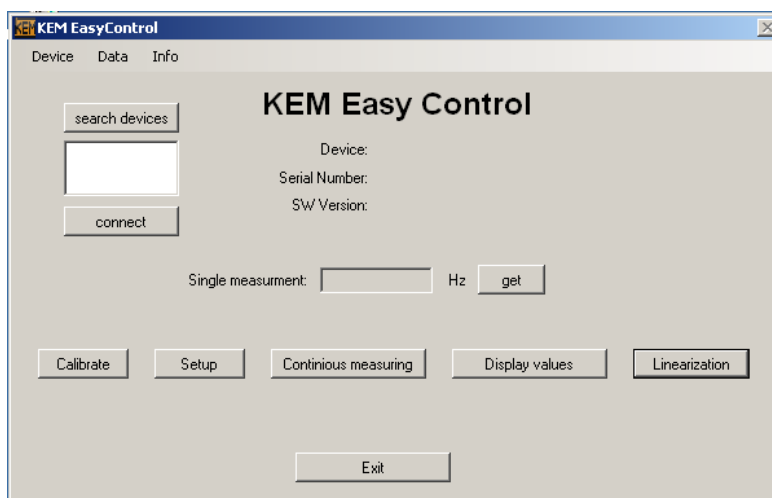 KEM KEM EasyControl
Device Data Info
search devices
KEM Easy Control
Device:
Serial Number:
SW Version:
connect
Single measurment: Hz get
Calibrate Setup Continious measuring Display values Linearization
Exit